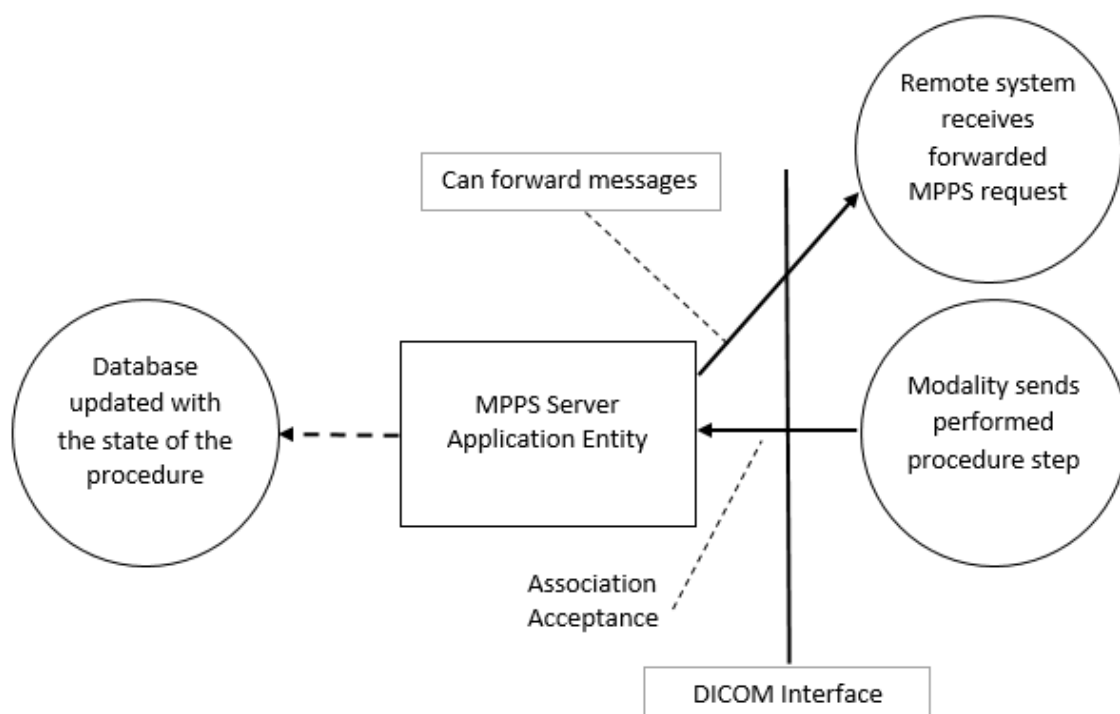 Remote system
receives
forwarded
MPPS request
Can forward messages
Database
updated with
the state of the
procedure
MPPS Server
Application Entity
Modality sends
performed
procedure step
Association
Acceptance
DICOM Interface